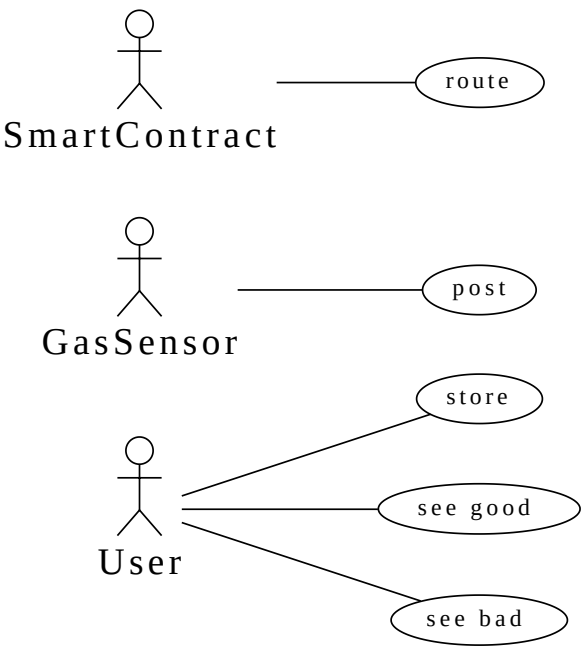 route
SmartContract
post
GasSensor
store
see good
User
see bad